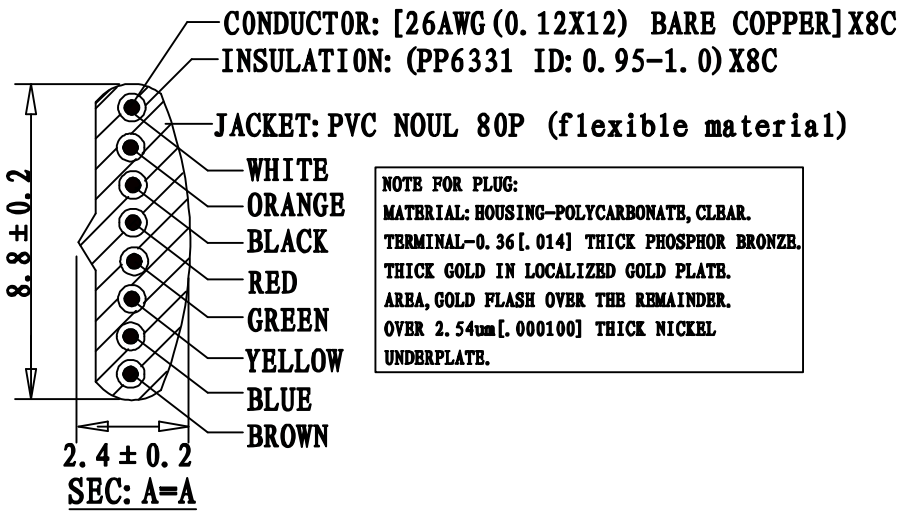 CONDUCTOR: [26AWG(0.12X12) BARE COPPER]X8C
INSULATION: (PP6331 ID:0.95-1.0)X8C
JACKET: PVC NOUL 80P (flexible material)
WHITE
ORANGE
BLACK
RED
GREEN
YELLOW
BLUE
BROWN
8.8±0.2
2.4±0.2
SEC: A=A
NOTE FOR PLUG:
MATERIAL: HOUSING-POLYCARBONATE, CLEAR.
TERMINAL-0.36[.014] THICK PHOSPHOR BRONZE.
THICK GOLD IN LOCALIZED GOLD PLATE.
AREA, GOLD FLASH OVER THE REMAINDER.
OVER 2.54um[.000100] THICK NICKEL
UNDERPLATE.